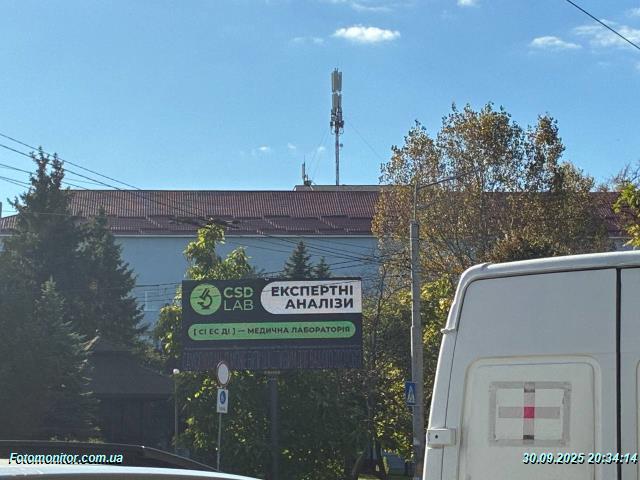 CSD
LAB
ЕКСПЕРТНІ
АНАЛІЗИ
[ СІ ЕС ДІ ] — МЕДИЧНА ЛАБОРАТОРІЯ
Fotomonitor.com.ua
30.09.2025 20:34:14